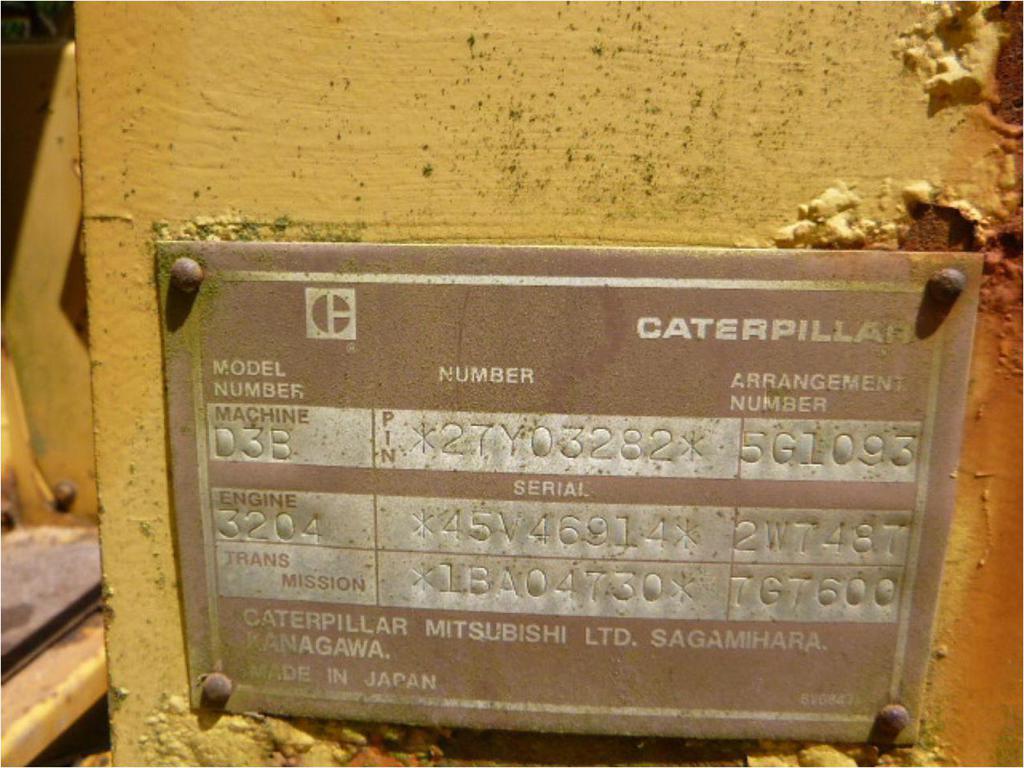 CATERPILLAR
MODEL NUMBER
NUMBER
ARRANGEMENT NUMBER
MACHINE
D3B
PIN
*27Y03282*
5G1093
SERIAL
ENGINE
3204
*45V46914*
2W7487
TRANS MISSION
*1BA04730*
7G7600
CATERPILLAR MITSUBISHI LTD. SAGAMIHARA,
KANAGAWA.
MADE IN JAPAN